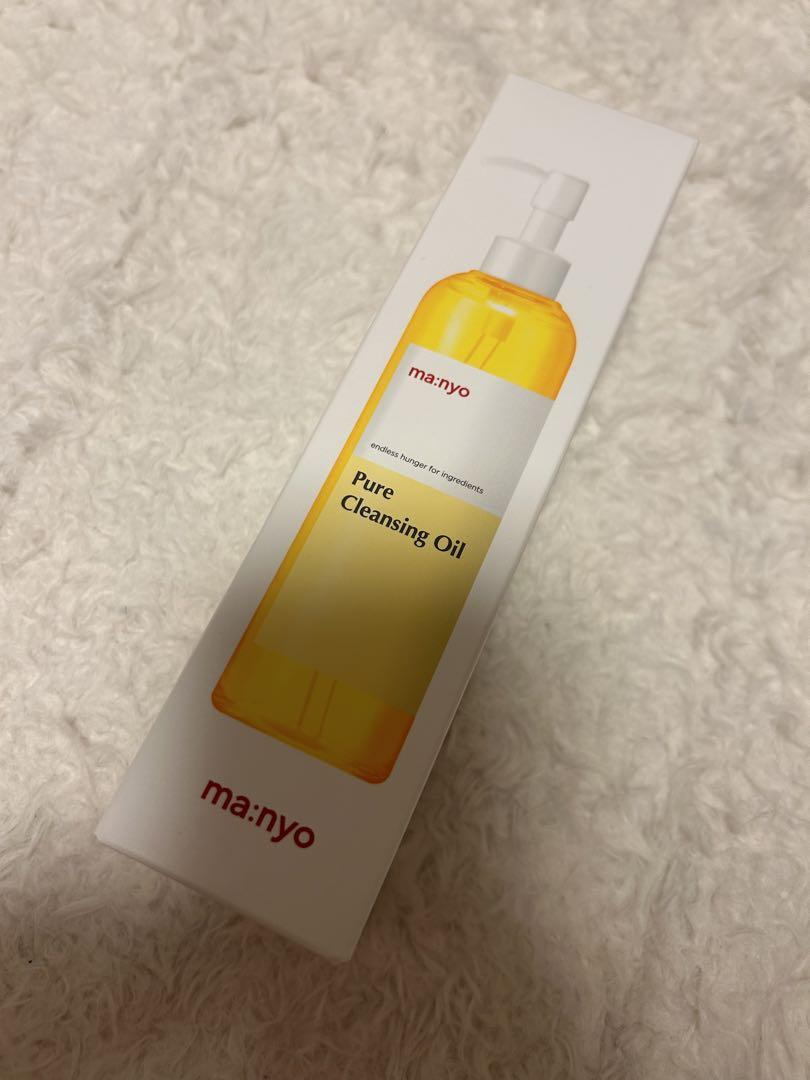 ma:nyo
endless hunger for ingredients
Pure
Cleansing Oil
ma:nyo